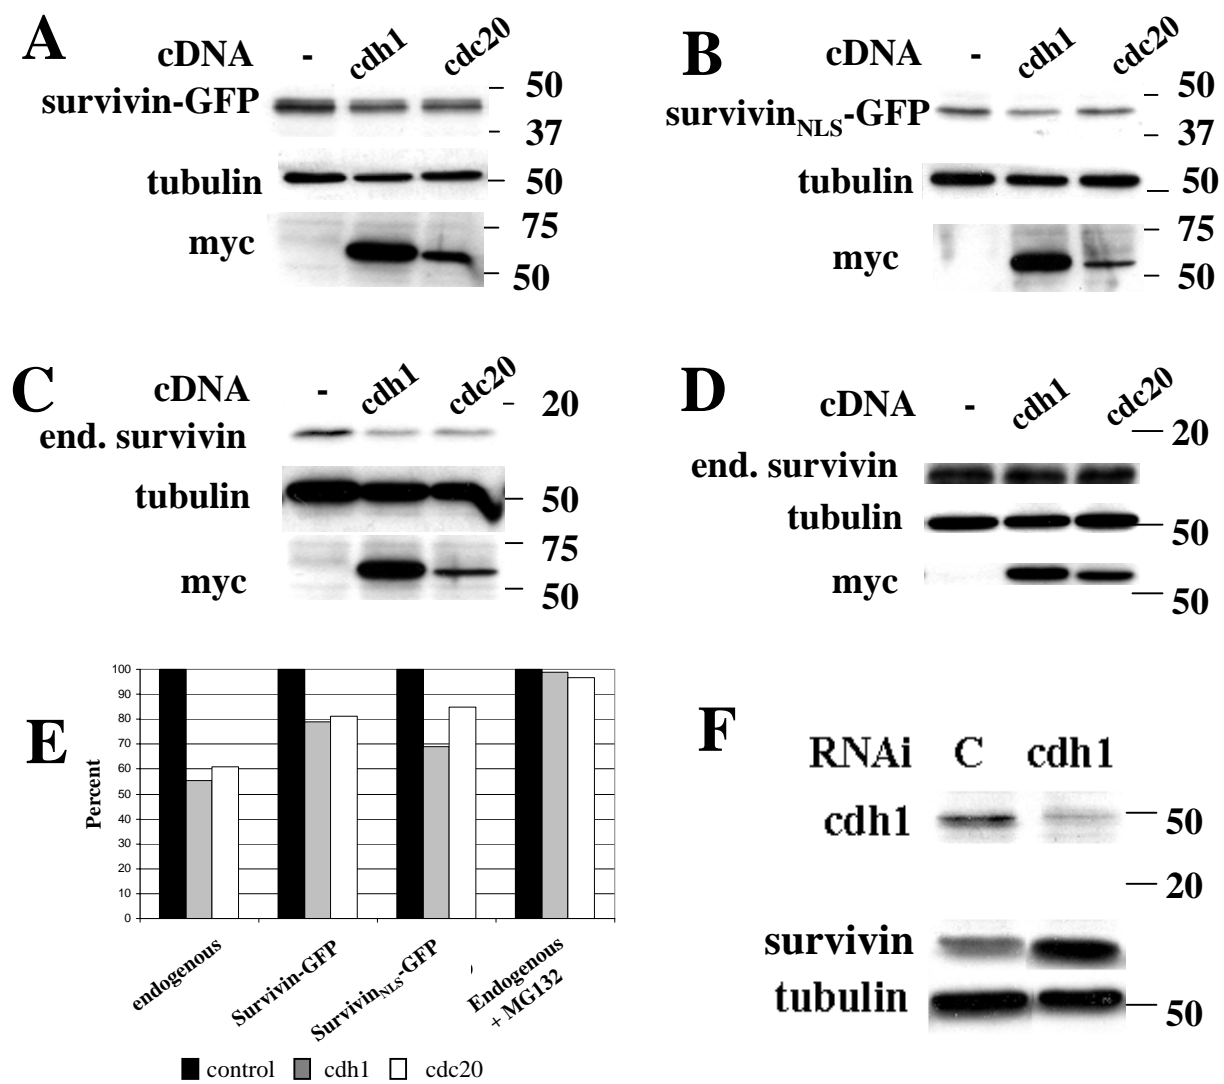 A
cDNA - cdh1 cdc20
survivin-GFP 50
37
tubulin 50
myc 75
50
B
cDNA - cdh1 cdc20
survivinNLS-GFP 50
37
tubulin 50
myc 75
50
C
cDNA - cdh1 cdc20
20
end. survivin
tubulin 50
75
myc 50
D
cDNA - cdh1 cdc20
20
end. survivin
tubulin 50
myc 50
E
Percent
100
90
80
70
60
50
40
30
20
10
0
endogenous
Survivin-GFP
SurvivinNLS-GFP
)
Endogenous
+ MG132
control cdh1 cdc20
F
RNAi C cdh1
cdh1 50
20
survivin
tubulin 50